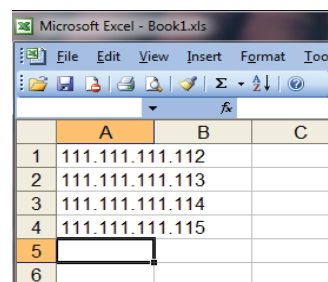 Microsoft Excel - Book1.xls
File Edit View Insert Format Too
Σ A Z
fx
A B C
1 111.111.111.112
2 111.111.111.113
3 111.111.111.114
4 111.111.111.115
5
6